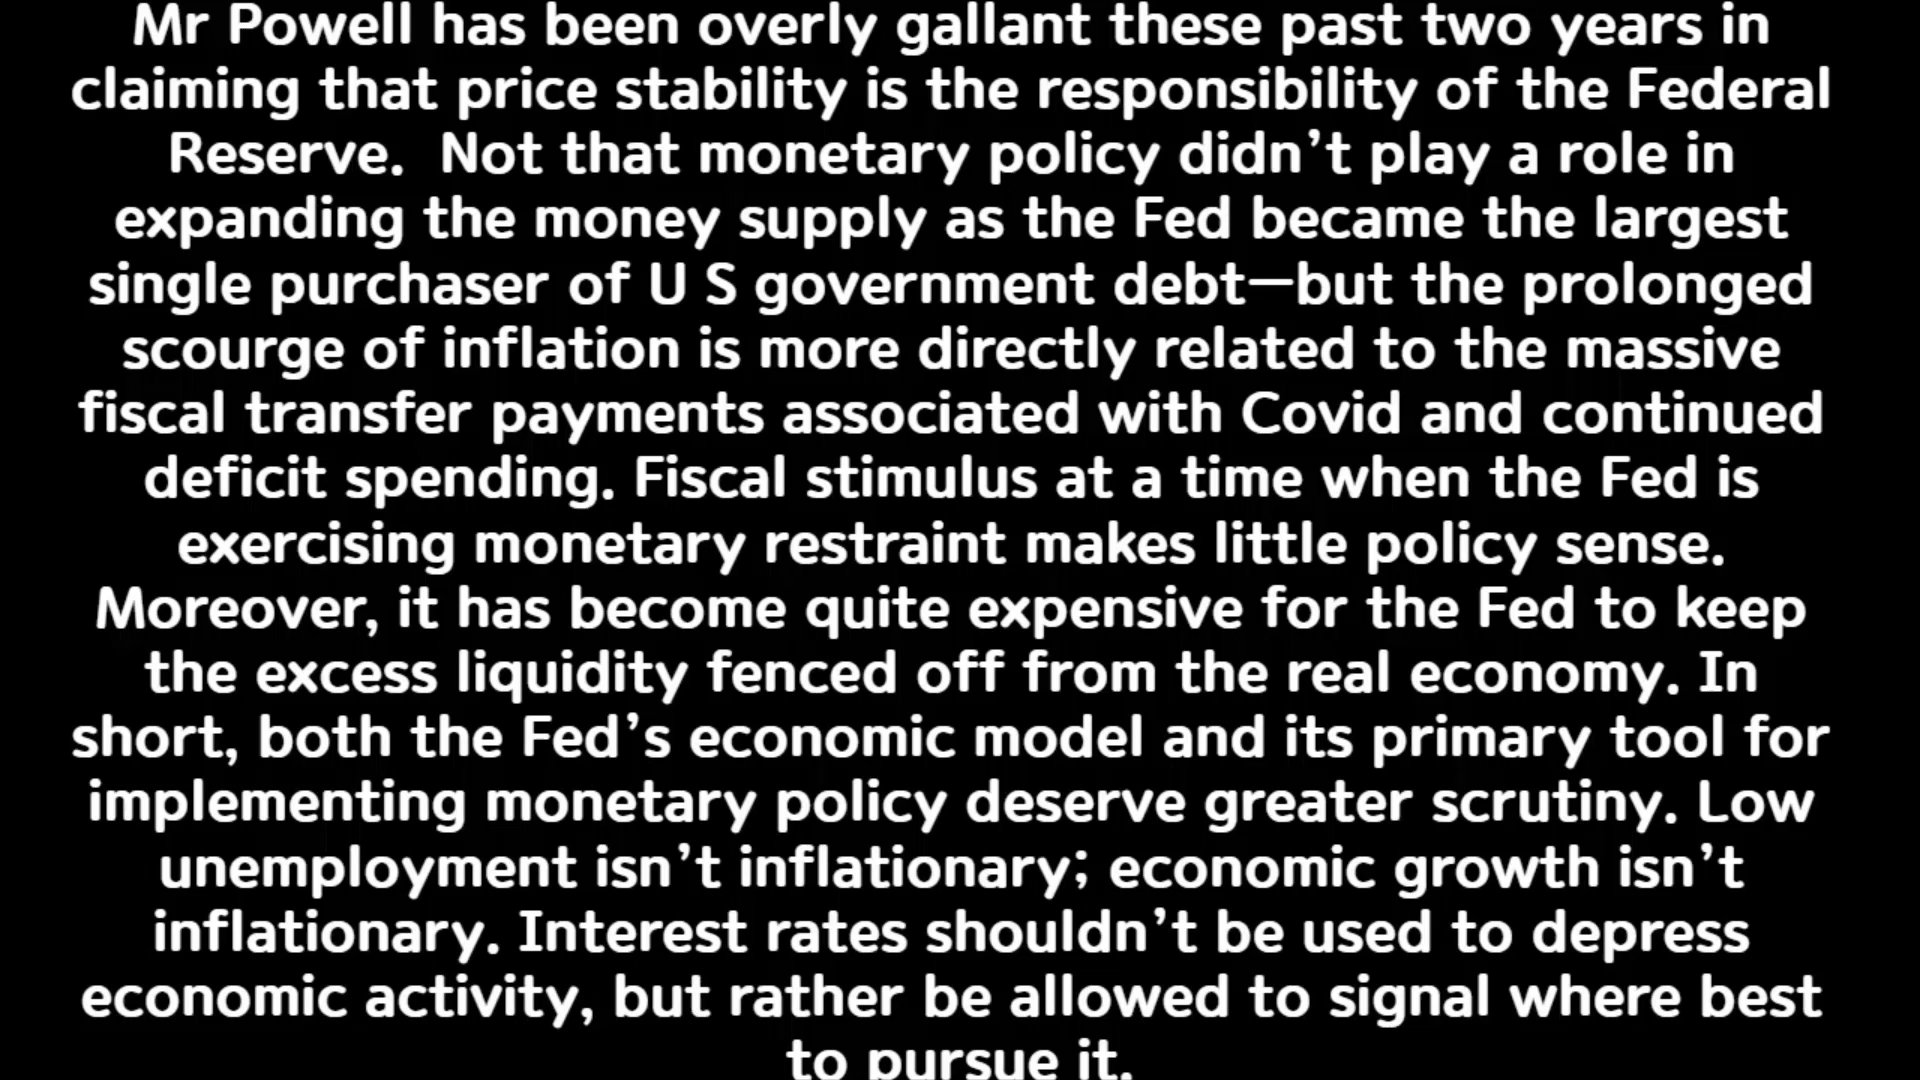 Mr Powell has been overly gallant these past two years in
claiming that price stability is the responsibility of the Federal
Reserve.  Not that monetary policy didn’t play a role in
expanding the money supply as the Fed became the largest
single purchaser of U S government debt—but the prolonged
scourge of inflation is more directly related to the massive
fiscal transfer payments associated with Covid and continued
deficit spending. Fiscal stimulus at a time when the Fed is
exercising monetary restraint makes little policy sense.
Moreover, it has become quite expensive for the Fed to keep
the excess liquidity fenced off from the real economy. In
short, both the Fed’s economic model and its primary tool for
implementing monetary policy deserve greater scrutiny. Low
unemployment isn’t inflationary; economic growth isn’t
inflationary. Interest rates shouldn’t be used to depress
economic activity, but rather be allowed to signal where best
to pursue it.